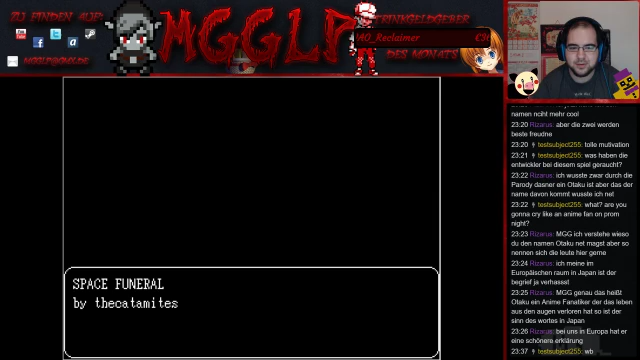 ZU FINDEN AUF:
MGGLP
TRINKGELDGEBER
DES MONATS
MGGLP@GMX.DE
SPACE FUNERAL
by thecatamites
namen nciht mehr cool
23:20 Rizarus: aber die zwei werden
beste freudne
23:20 testsubject255: tolle mutivation
23:21 testsubject255: was haben die
entwickler bei diesem spiel geraucht?
23:22 Rizarus: ich wusste zwar durch die
Parody dasner ein Otaku ist aber das der
name davon kommt wusste ich net
23:22 testsubject255: what? are you
gonna cry like an anime fan on prom
night?
23:23 Rizarus: MGG ich verstehe wieso
du den namen Otaku net magst aber so
nennen sich die leute hier gerne
23:24 Rizarus: ich meine im
Europäischen raum in Japan ist der
begrief ja verhasst
23:25 Rizarus: MGG genau das heißt
Otaku ein Anime Fanatiker der das leben
aus den augen verloren hat so ist der
sinn des wortes in Japan
23:26 Rizarus: bei uns in Europa hat er
eine schönere erklärung
23:37 testsubject255: wb